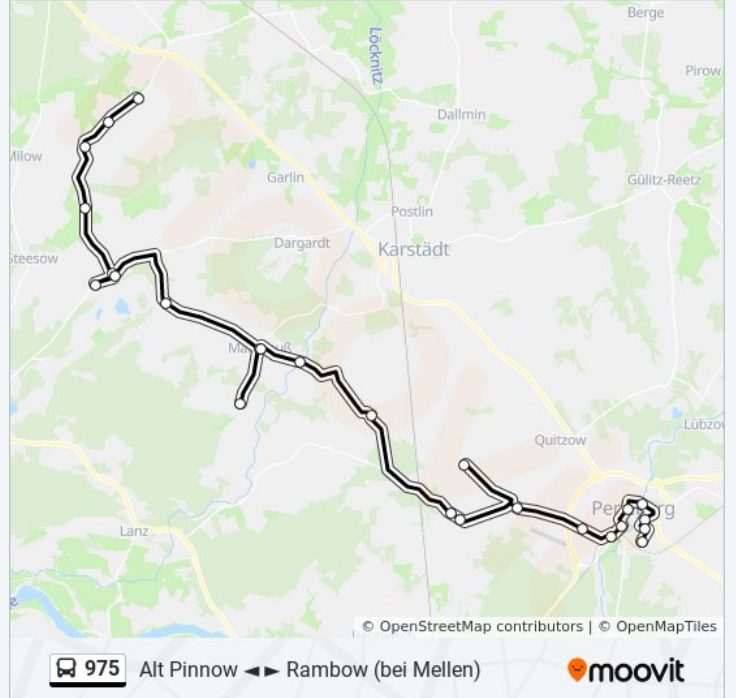 Berge
Löcknitz
Pirow
Dallmin
Milow
Garlin
Gülitz-Reetz
Postlin
Dargardt
Karstädt
Steesow
Lübzow
Quitzow
Lanz
© OpenStreetMap contributors | © OpenMapTiles
975 Alt Pinnow ◄► Rambow (bei Mellen)
moovit